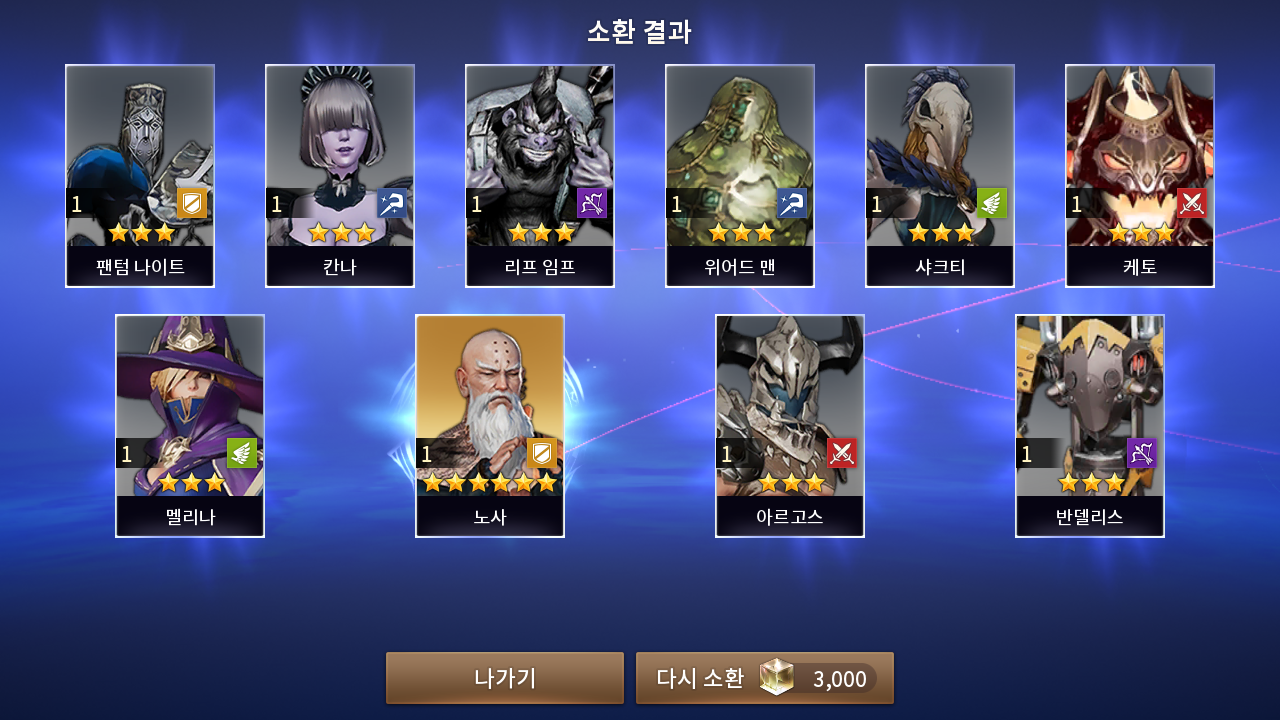 소환 결과
1 1 1 1 1 1
팬텀 나이트 칸나 리프 임프 위어드 맨 샤크티 케토
1 1 1 1
멜리나 노사 아르고스 반델리스
나가기 다시 소환 3,000